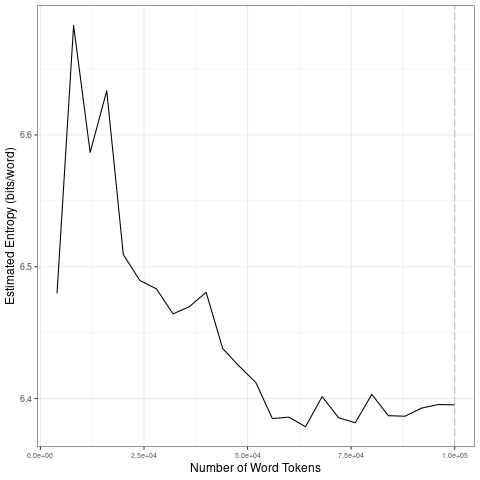 Estimated Entropy (bits/word)
6.6
6.5
6.4
0.0e+00 2.5e+04 5.0e+04 7.5e+04 1.0e+05
Number of Word Tokens